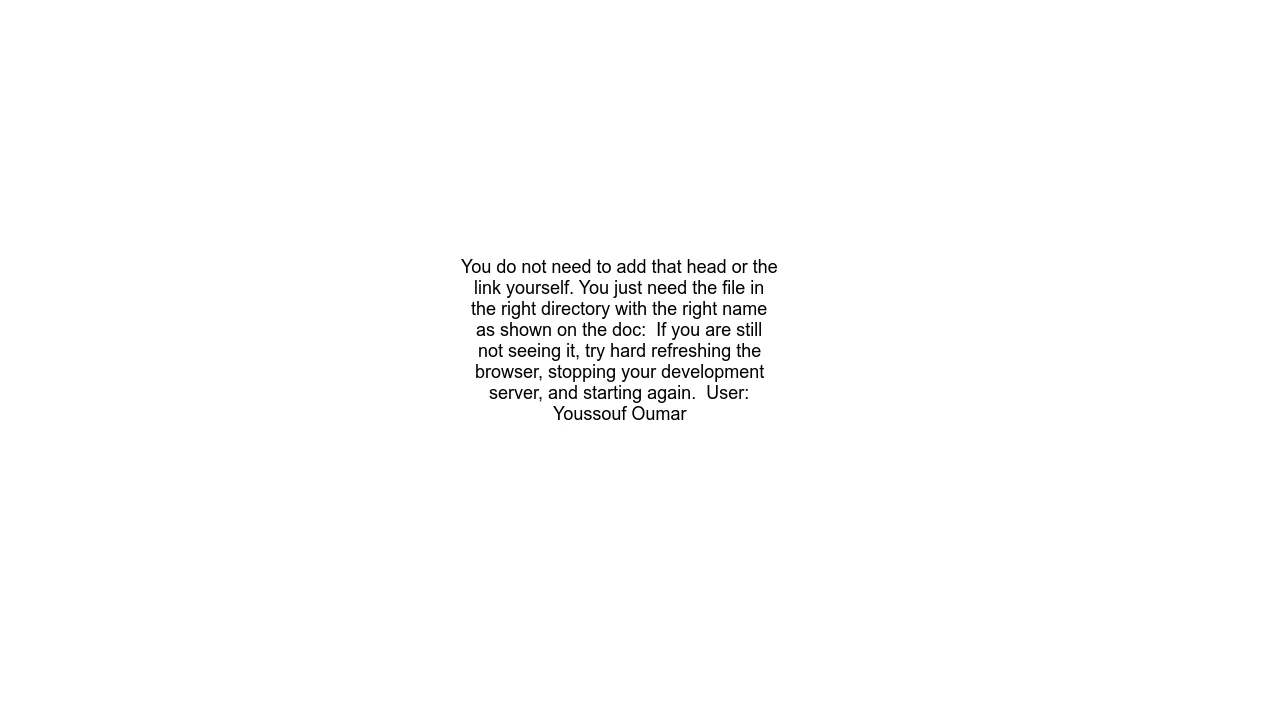 You do not need to add that head or the
link yourself. You just need the file in
the right directory with the right name
as shown on the doc:  If you are still
not seeing it, try hard refreshing the
browser, stopping your development
server, and starting again.  User:
Youssouf Oumar